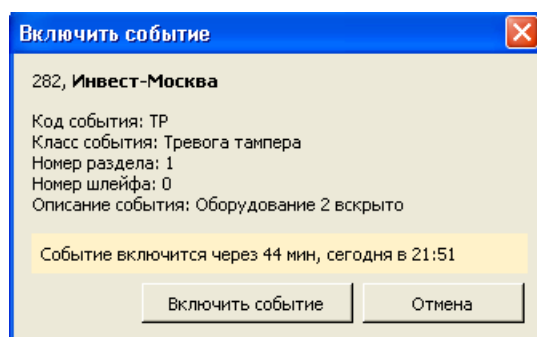 Включить событие
282, Инвест-Москва
Код события: ТР
Класс события: Тревога тампера
Номер раздела: 1
Номер шлейфа: 0
Описание события: Оборудование 2 вскрыто
Событие включится через 44 мин, сегодня в 21:51
Включить событие
Отмена